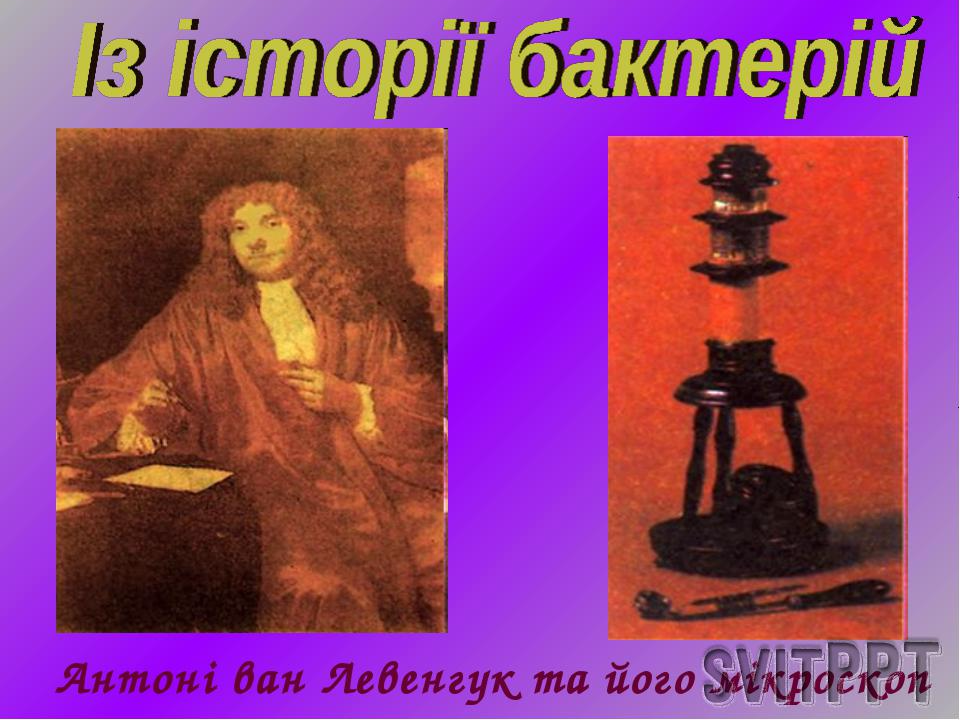 Із історії бактерій
Антоні ван Левенгук та його мікроскоп
SVITPPT